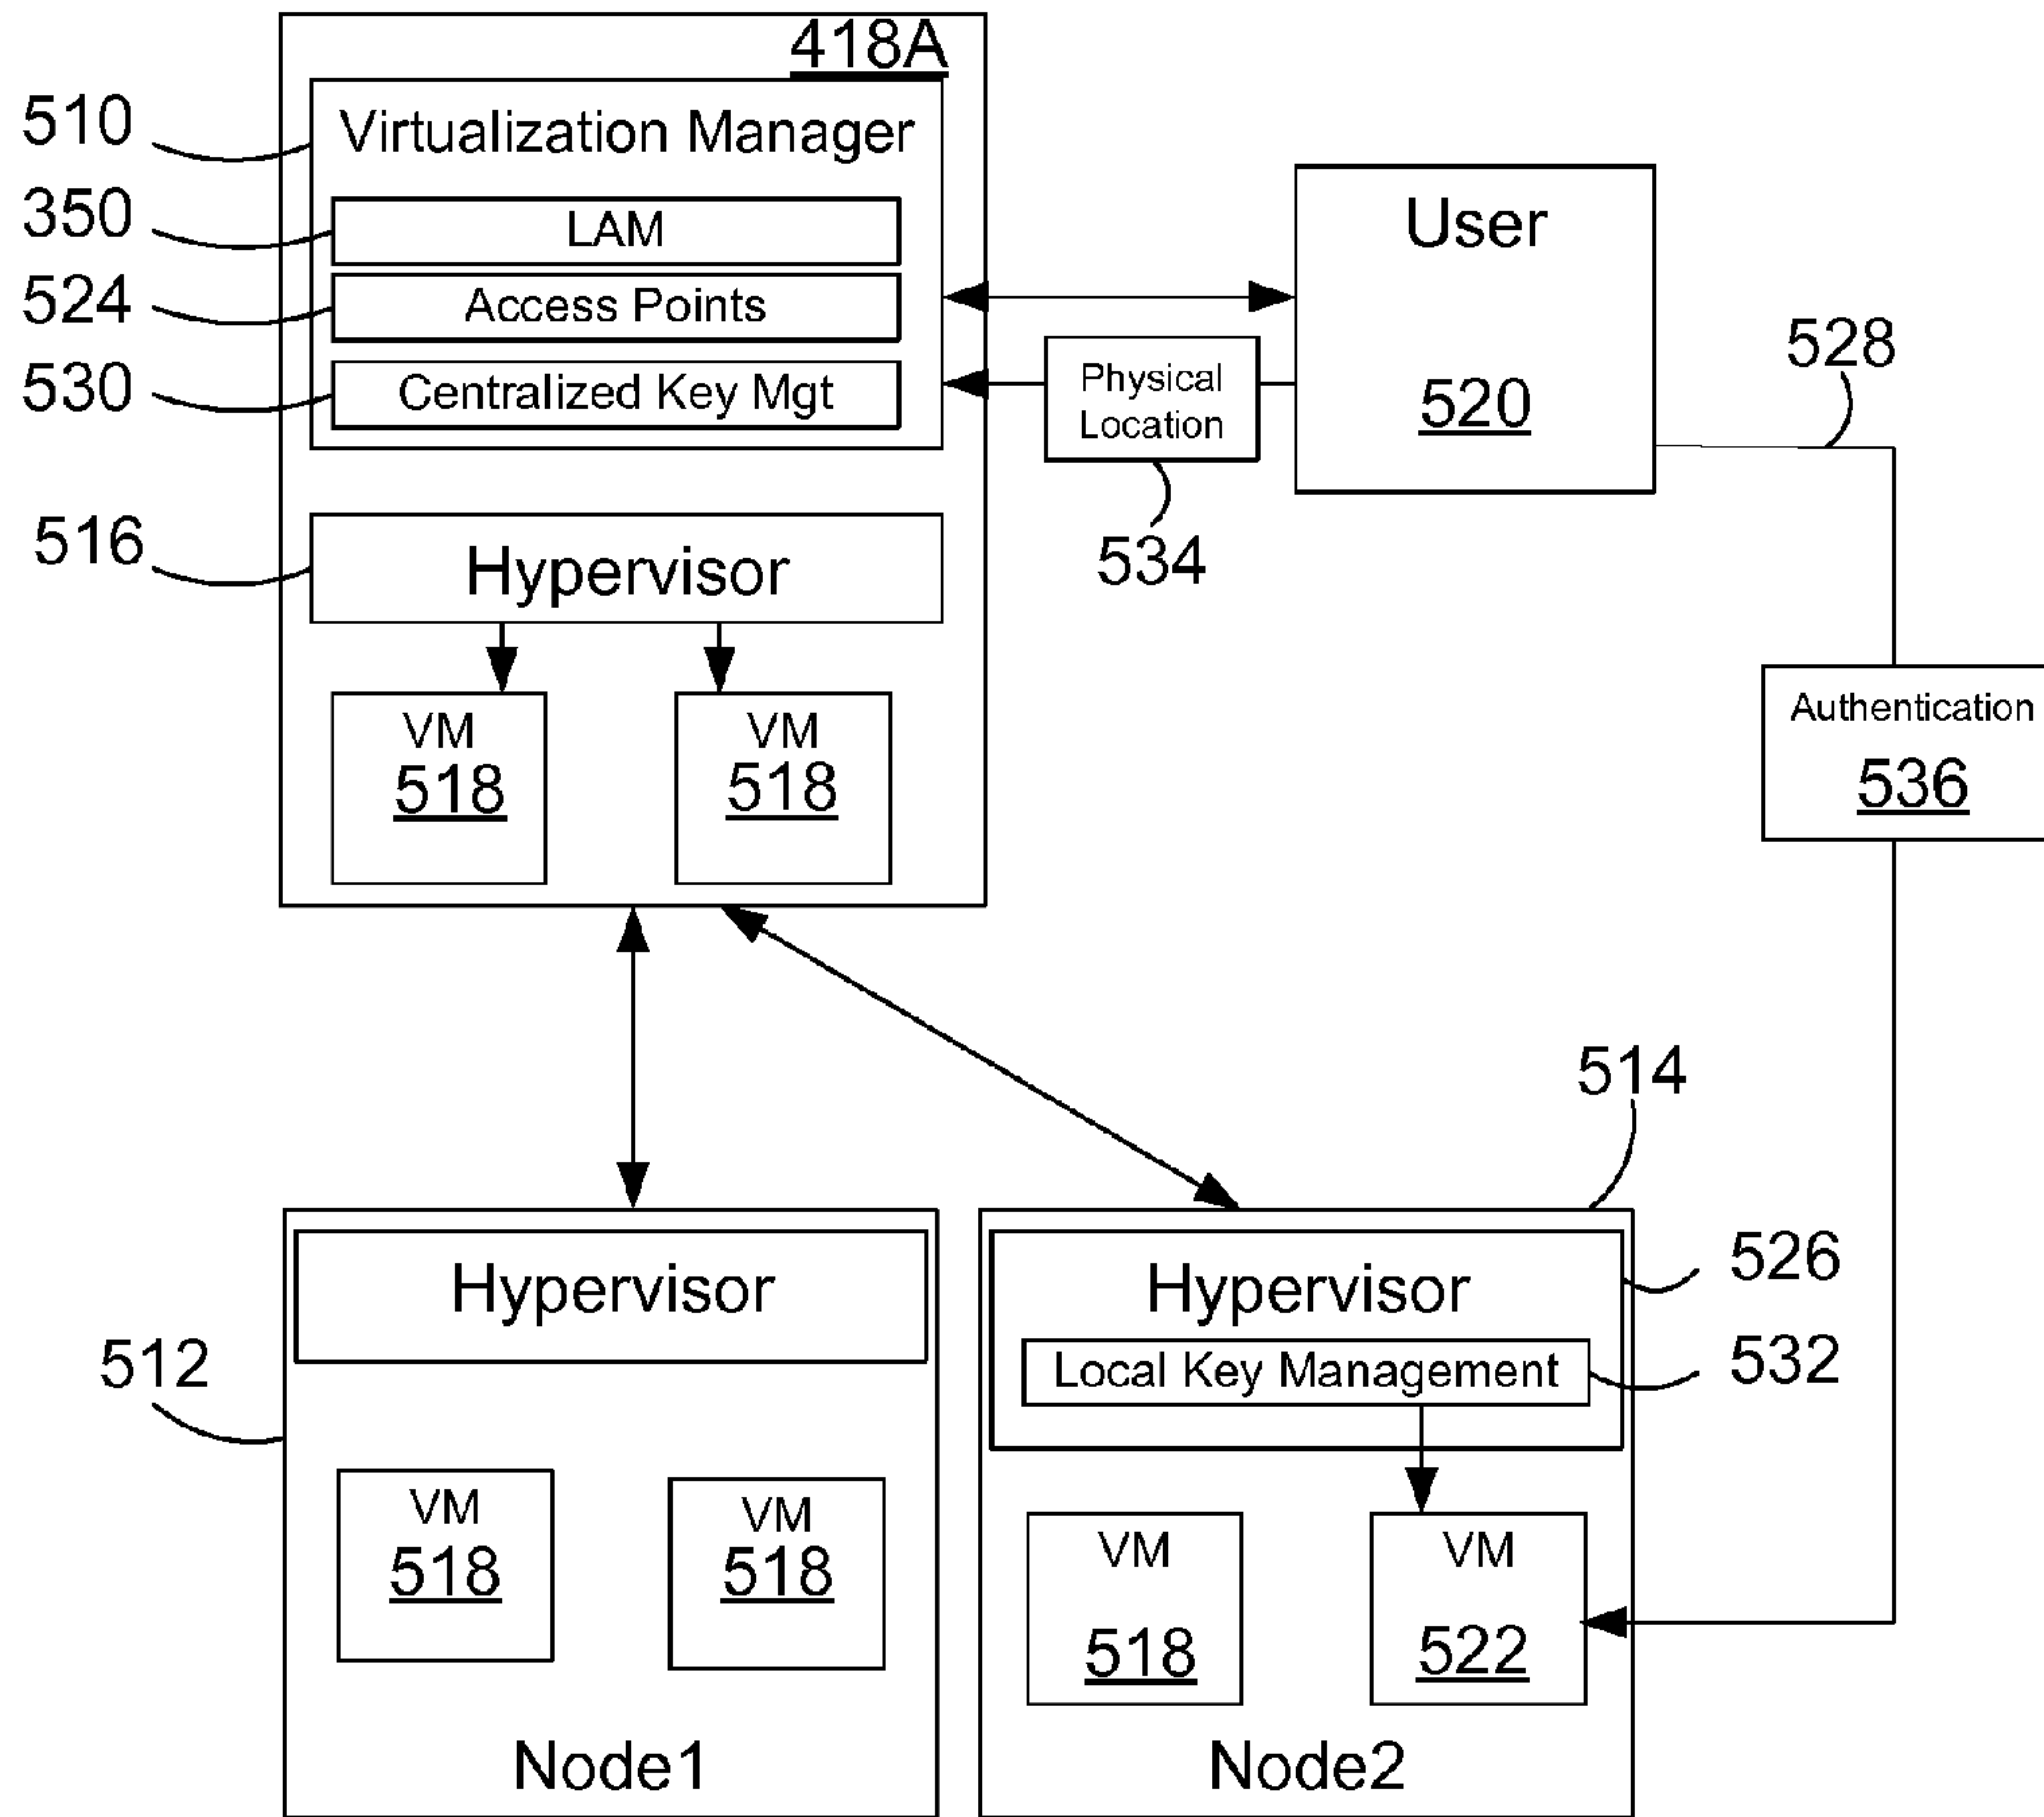 418A
510
Virtualization Manager
350
LAM
524
Access Points
530
Centralized Key Mgt
User
520
528
Physical
Location
534
516
Hypervisor
VM
518
VM
518
Authentication
536
514
Hypervisor
512
VM
518
VM
518
Node1
Hypervisor
526
Local Key Management
532
VM
518
VM
522
Node2